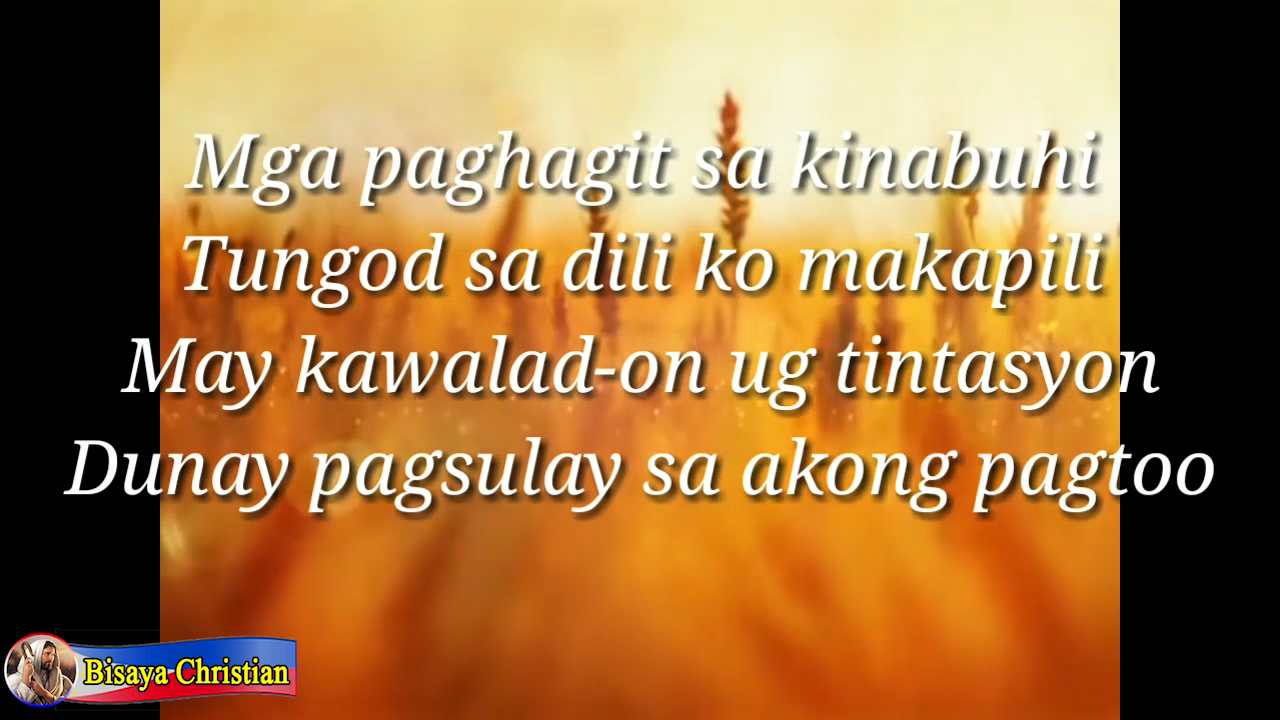 Mga paghagit sa kinabuhi
Tungod sa dili ko makapili
May kawalad-on ug tintasyon
Dunay pagsulay sa akong pagtoo
Bisaya Christian